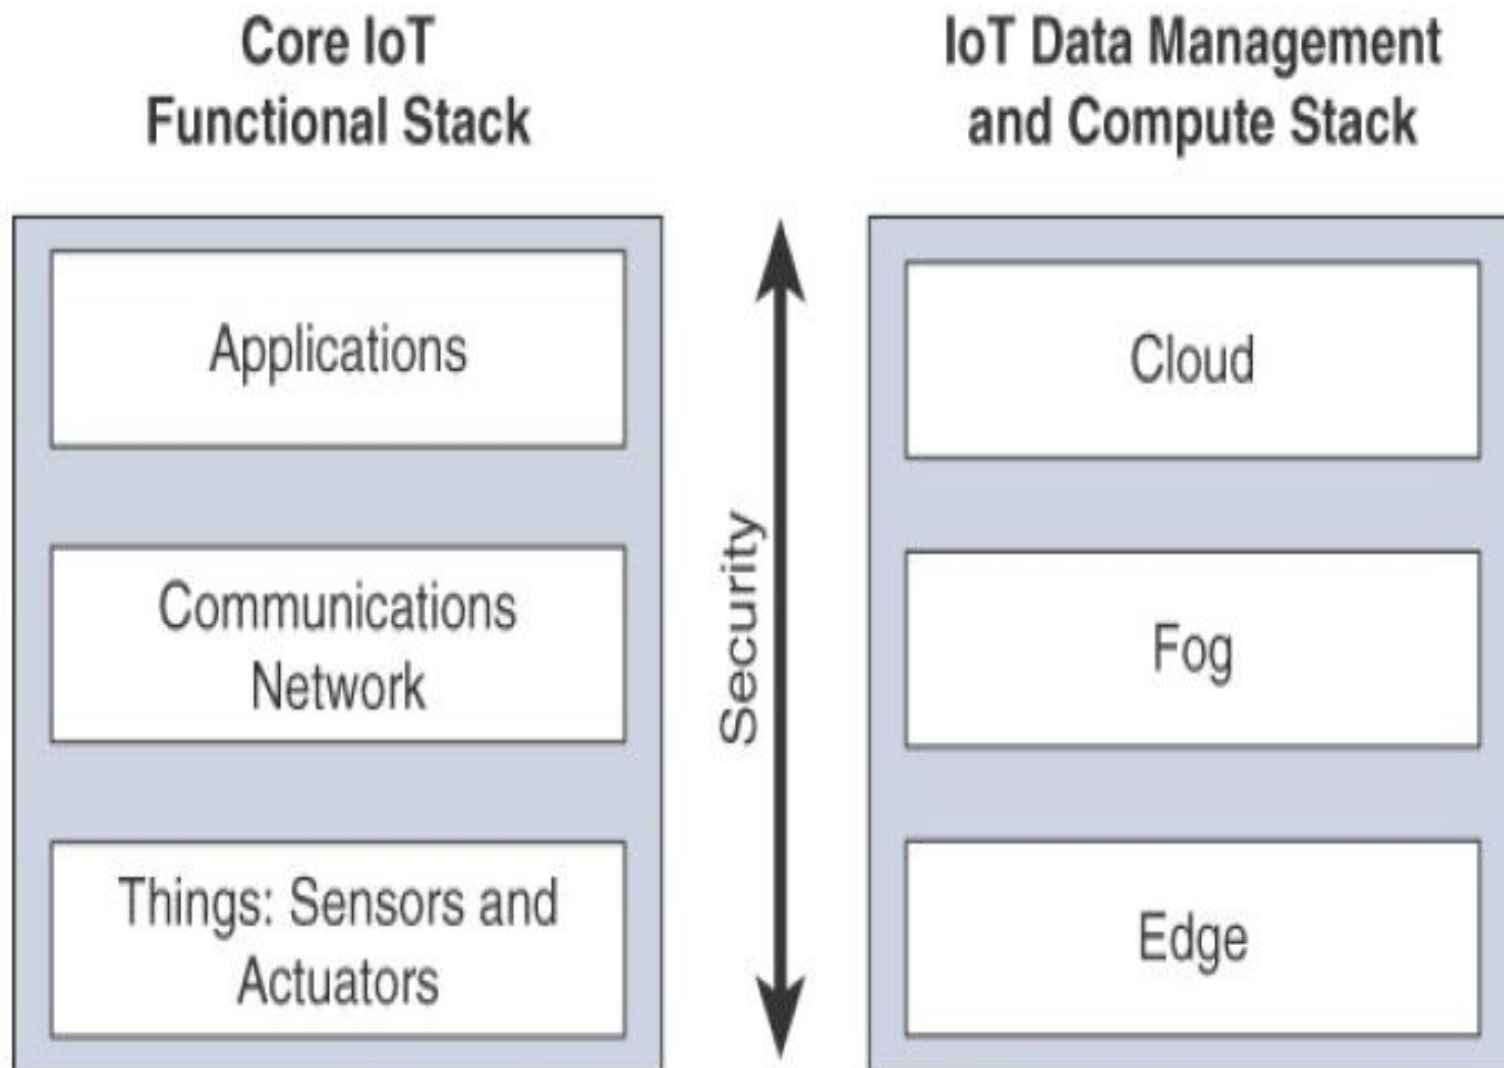 Core IoT
Functional Stack
Applications
Communications
Network
Things: Sensors and
Actuators
Security
IoT Data Management
and Compute Stack
Cloud
Fog
Edge